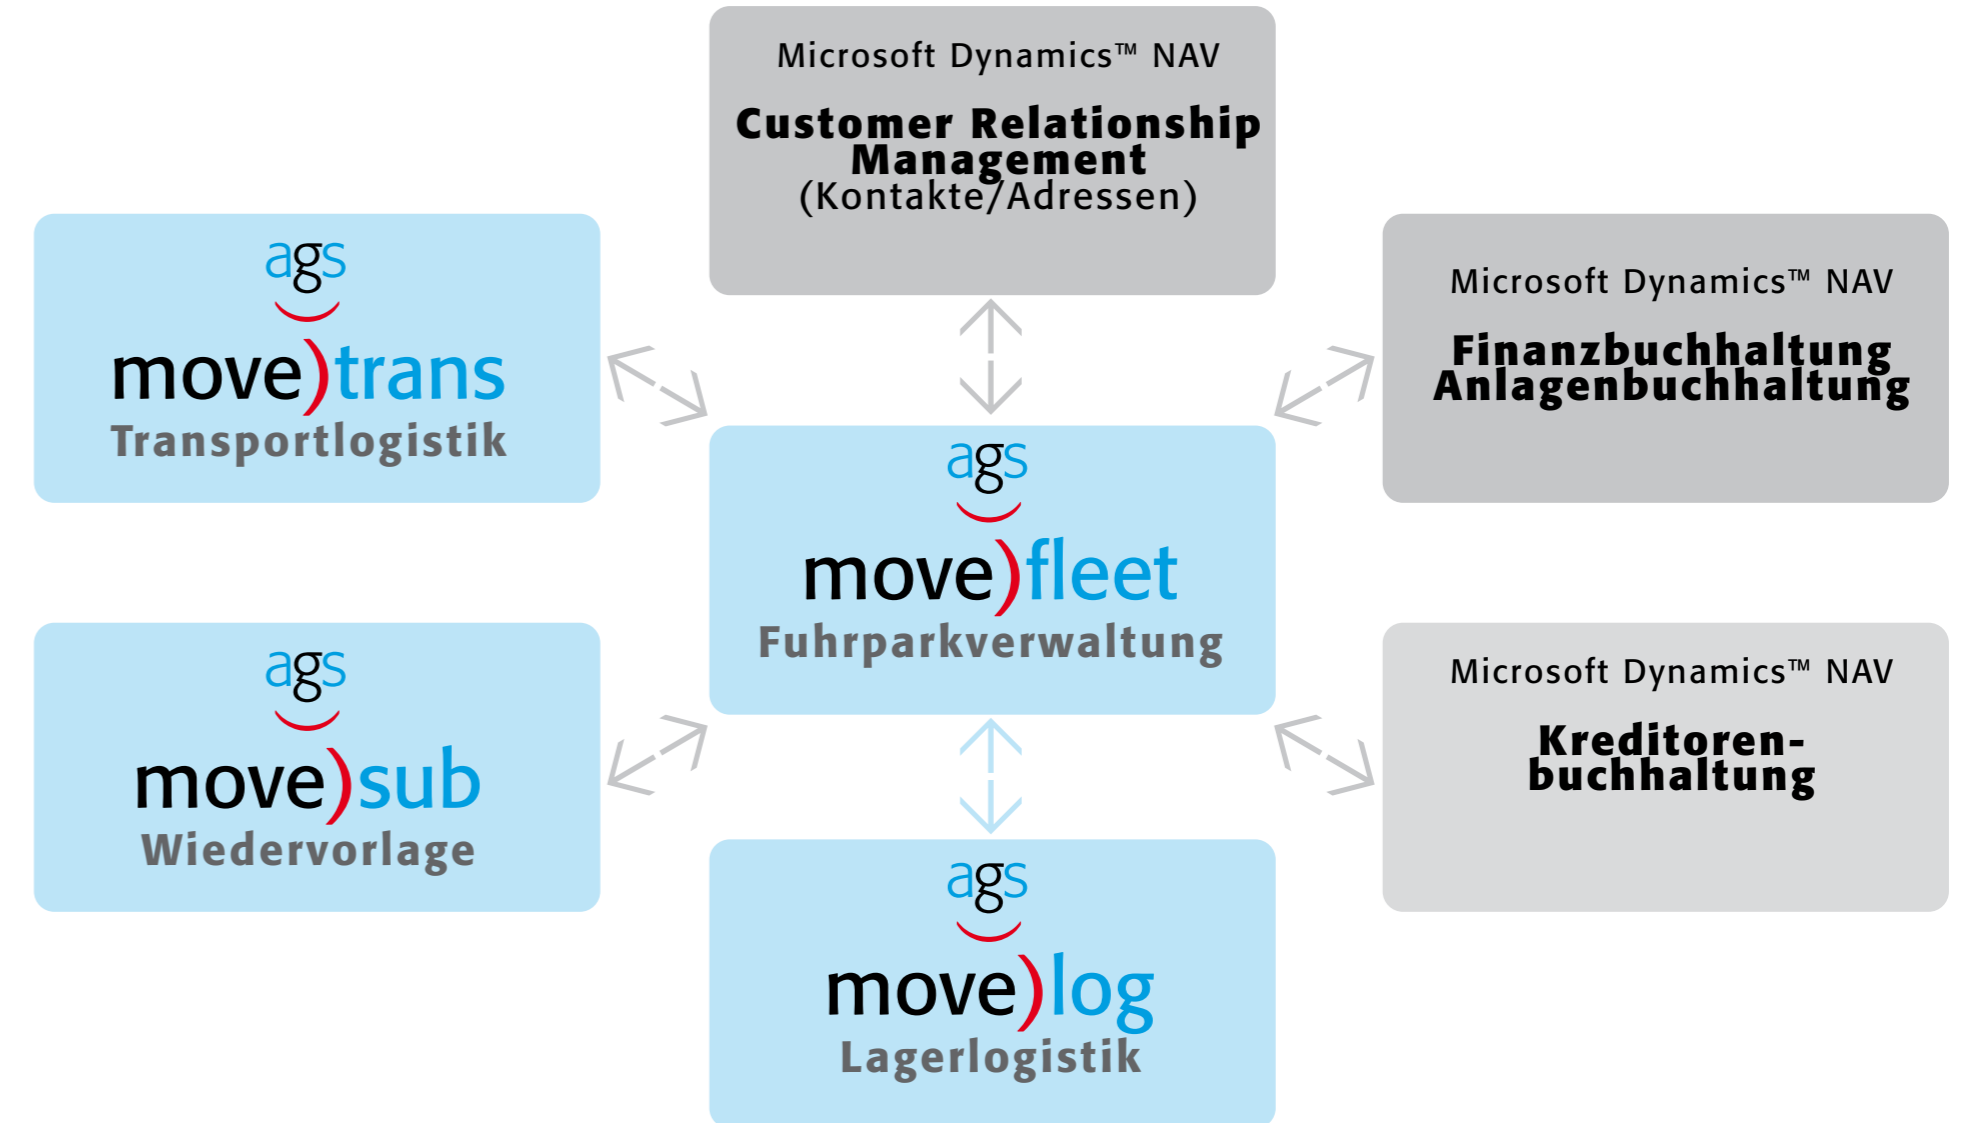 Microsoft Dynamics™ NAV
Customer Relationship
Management
(Kontakte/Adressen)
ags
move)trans
Transportlogistik
Microsoft Dynamics™ NAV
Finanzbuchhaltung
Anlagenbuchhaltung
ags
move)fleet
Fuhrparkverwaltung
ags
move)sub
Wiedervorlage
Microsoft Dynamics™ NAV
Kreditoren-
buchhaltung
ags
move)log
Lagerlogistik